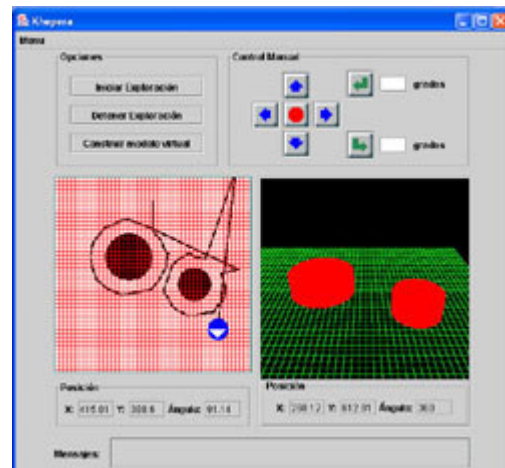 Khepera
Menu
Opciones
Control Manual
Iniciar Exploración
Detener Exploración
Construir modelo virtual
grados
grados
Posición
X: Y: Ángulo:
Posición
X: Y: Ángulo:
Mensajes: